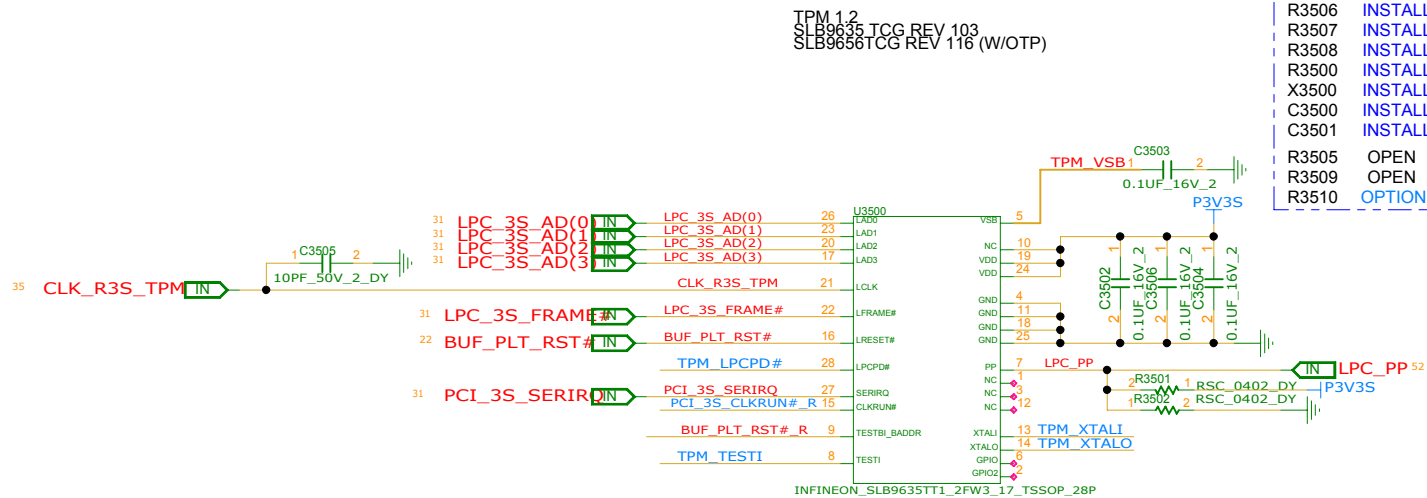 TPM 1.2
SLB9635 TCG REV 103
SLB9656TCG REV 116 (W/OTP)
R3506 INSTALL
R3507 INSTALL
R3508 INSTALL
R3500 INSTALL
X3500 INSTALL
C3500 INSTALL
C3501 INSTALL
R3505 OPEN
R3509 OPEN
R3510 OPTION
C3503
TPM_VSB 1 2
0.1UF_16V_2
P3V3S
U3500
31 LPC_3S_AD(0) IN LPC_3S_AD(0) 26 LAD0 VSB 5
31 LPC_3S_AD(1) IN LPC_3S_AD(1) 23 LAD1
31 LPC_3S_AD(2) IN LPC_3S_AD(2) 20 LAD2 NC 10
31 LPC_3S_AD(3) IN LPC_3S_AD(3) 17 LAD3 VDD 19
VDD 24
1 C3505 2
10PF_50V_2_DY
1 1 1
C3502 0.1UF_16V_2 C3506 0.1UF_16V_2 C3504 0.1UF_16V_2
2 2 2
35 CLK_R3S_TPM IN CLK_R3S_TPM 21 LCLK
GND 4
31 LPC_3S_FRAME# IN LPC_3S_FRAME# 22 LFRAME# GND 11
GND 18
22 BUF_PLT_RST# IN BUF_PLT_RST# 16 LRESET# GND 25
TPM_LPCPD# 28 LPCPD# PP 7 LPC_PP IN LPC_PP 52
NC 1
31 PCI_3S_SERIRQ IN PCI_3S_SERIRQ 27 SERIRQ NC 3
PCI_3S_CLKRUN#_R 15 CLKRUN# NC 12
2 R3501 1 RSC_0402_DY P3V3S
1 R3502 2 RSC_0402_DY
BUF_PLT_RST#_R 9 TESTBI_BADDR XTALI 13 TPM_XTALI
XTALO 14 TPM_XTALO
TPM_TESTI 8 TESTI GPIO 6
GPIO2 2
INFINEON_SLB9635TT1_2FW3_17_TSSOP_28P